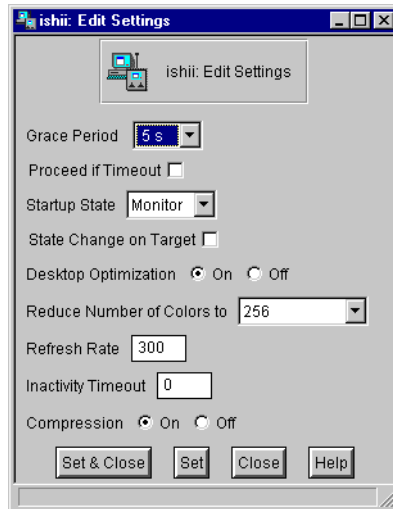 ishii: Edit Settings
ishii: Edit Settings
Grace Period 5 s
Proceed if Timeout
Startup State Monitor
State Change on Target
Desktop Optimization On Off
Reduce Number of Colors to 256
Refresh Rate 300
Inactivity Timeout 0
Compression On Off
Set & Close Set Close Help